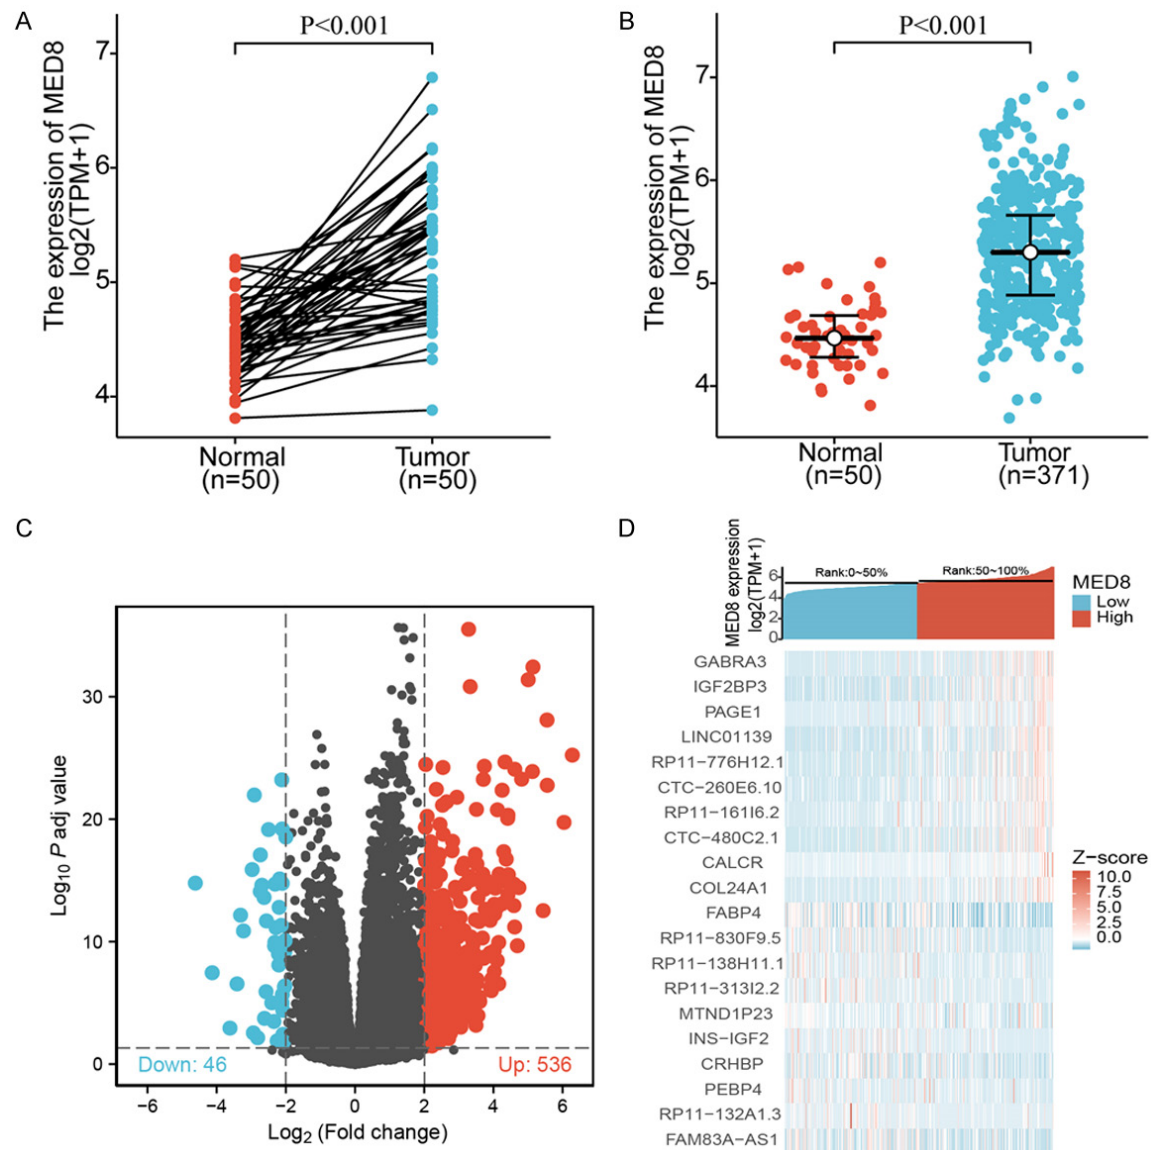 A
P<0.001
The expression of MED8
log2(TPM+1)
7
6
5
4
Normal
(n=50)
Tumor
(n=50)
B
P<0.001
The expression of MED8
log2(TPM+1)
7
6
5
4
Normal
(n=50)
Tumor
(n=371)
C
Log10 P adj value
30
20
10
0
Down: 46
Up: 536
−6 −4 −2 0 2 4 6
Log2 (Fold change)
D
MED8 expression
log2(TPM+1)
6
4
2
0
Rank:0~50%
Rank:50~100%
MED8
Low
High
GABRA3
IGF2BP3
PAGE1
LINC01139
RP11−776H12.1
CTC−260E6.10
RP11−161I6.2
CTC−480C2.1
CALCR
COL24A1
FABP4
RP11−830F9.5
RP11−138H11.1
RP11−313I2.2
MTND1P23
INS−IGF2
CRHBP
PEBP4
RP11−132A1.3
FAM83A−AS1
Z−score
10.0
7.5
5.0
2.5
0.0